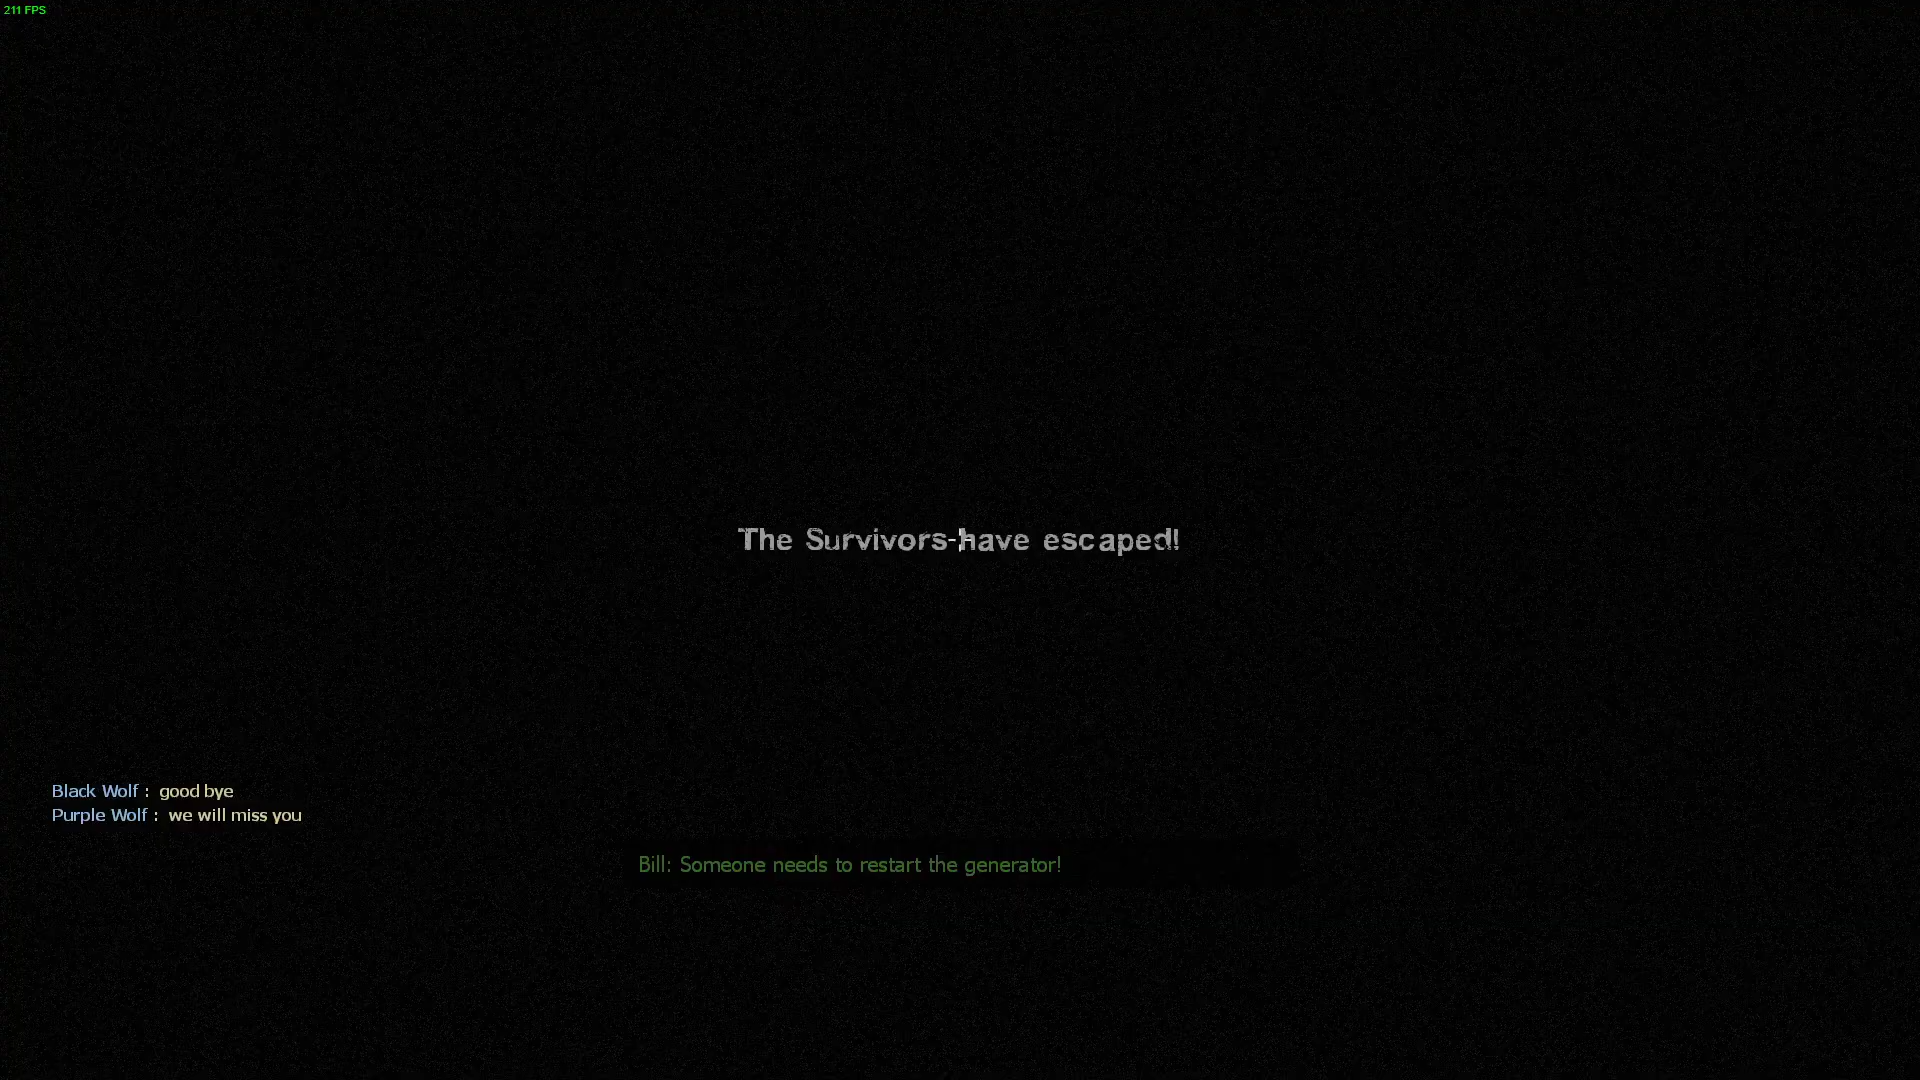 211 FPS
The Survivors have escaped!
Black Wolf : good bye
Purple Wolf : we will miss you
Bill: Someone needs to restart the generator!